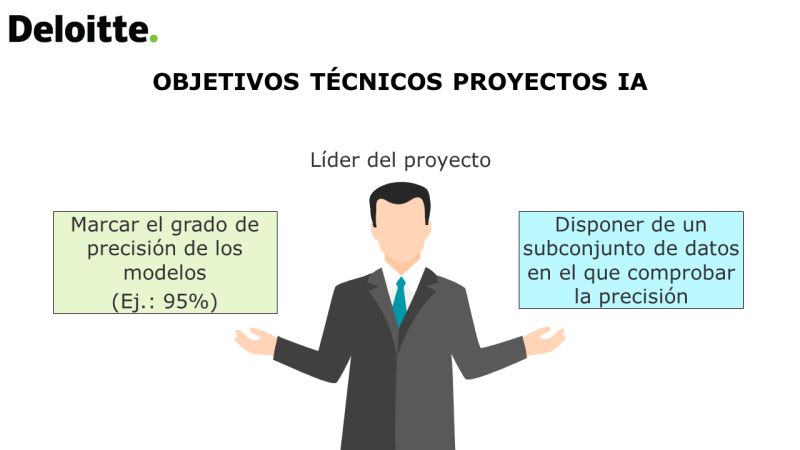 Deloitte.
OBJETIVOS TÉCNICOS PROYECTOS IA
Líder del proyecto
Marcar el grado de
precisión de los
modelos
(Ej.: 95%)
Disponer de un
subconjunto de datos
en el que comprobar
la precisión